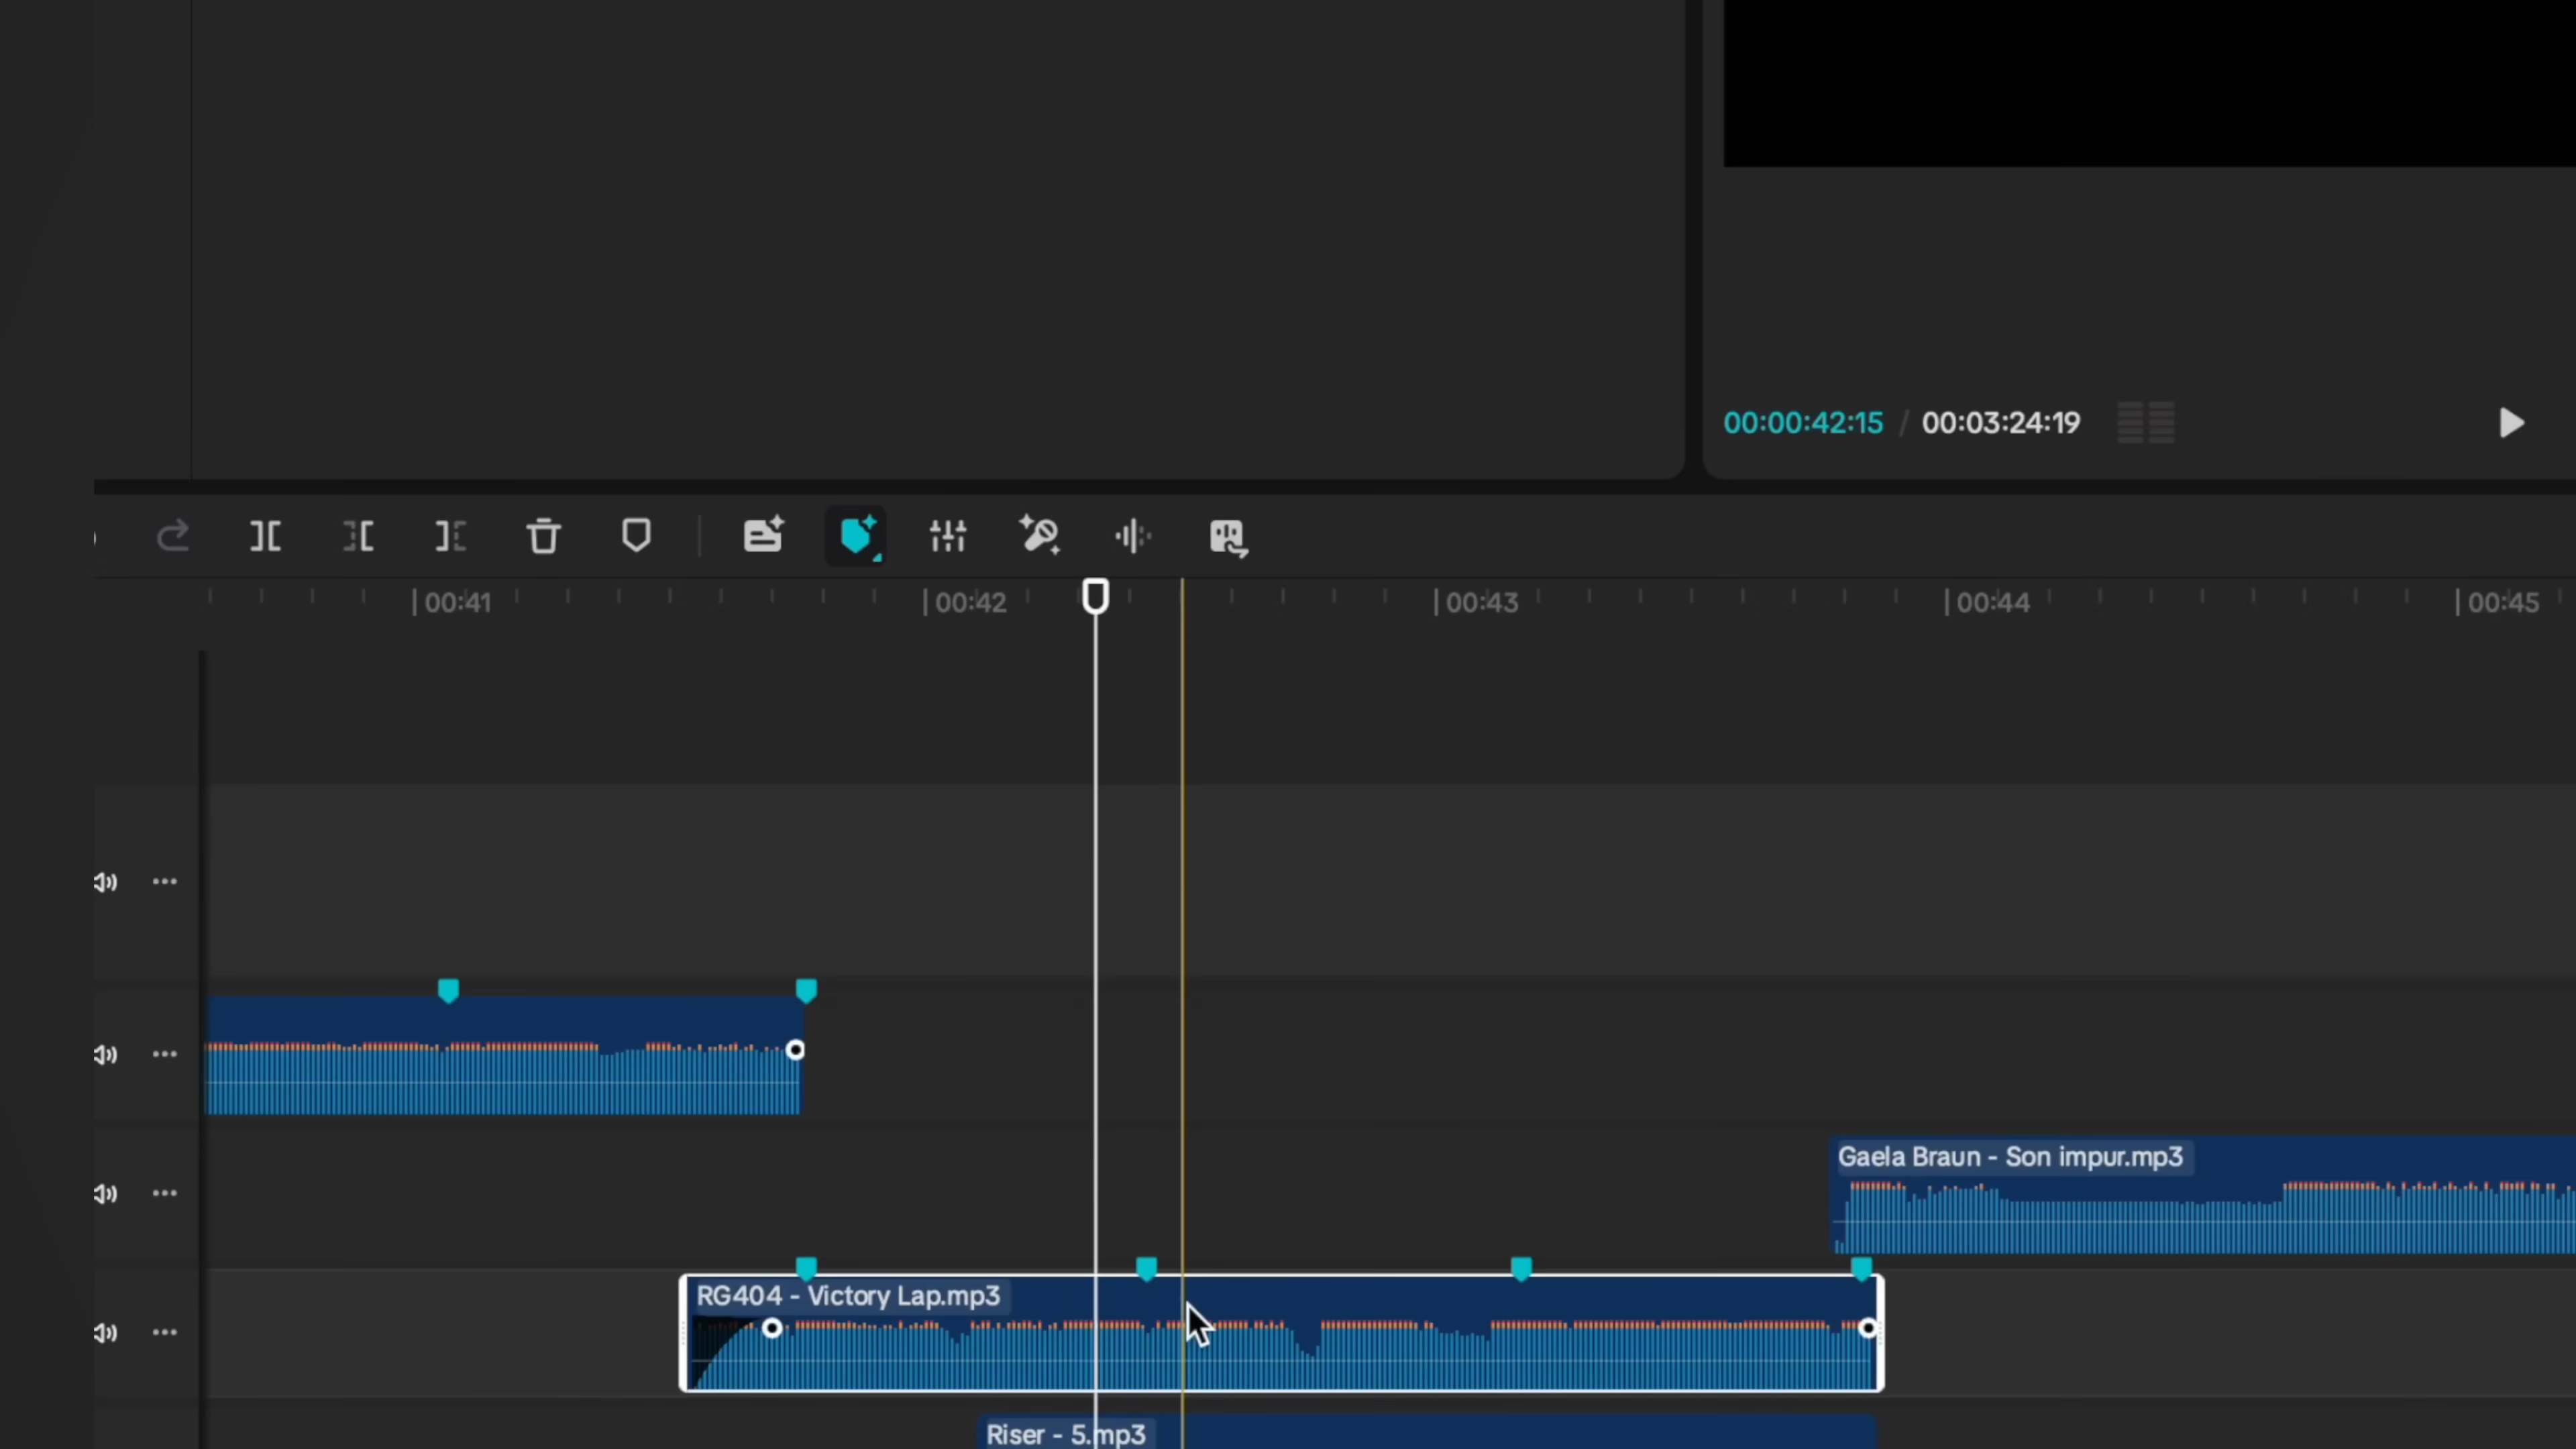 00:00:42:15 / 00:03:24:19
00:41 00:42 00:43 00:44 00:45
Gaela Braun - Son impur.mp3
RG404 - Victory Lap.mp3
Riser - 5.mp3